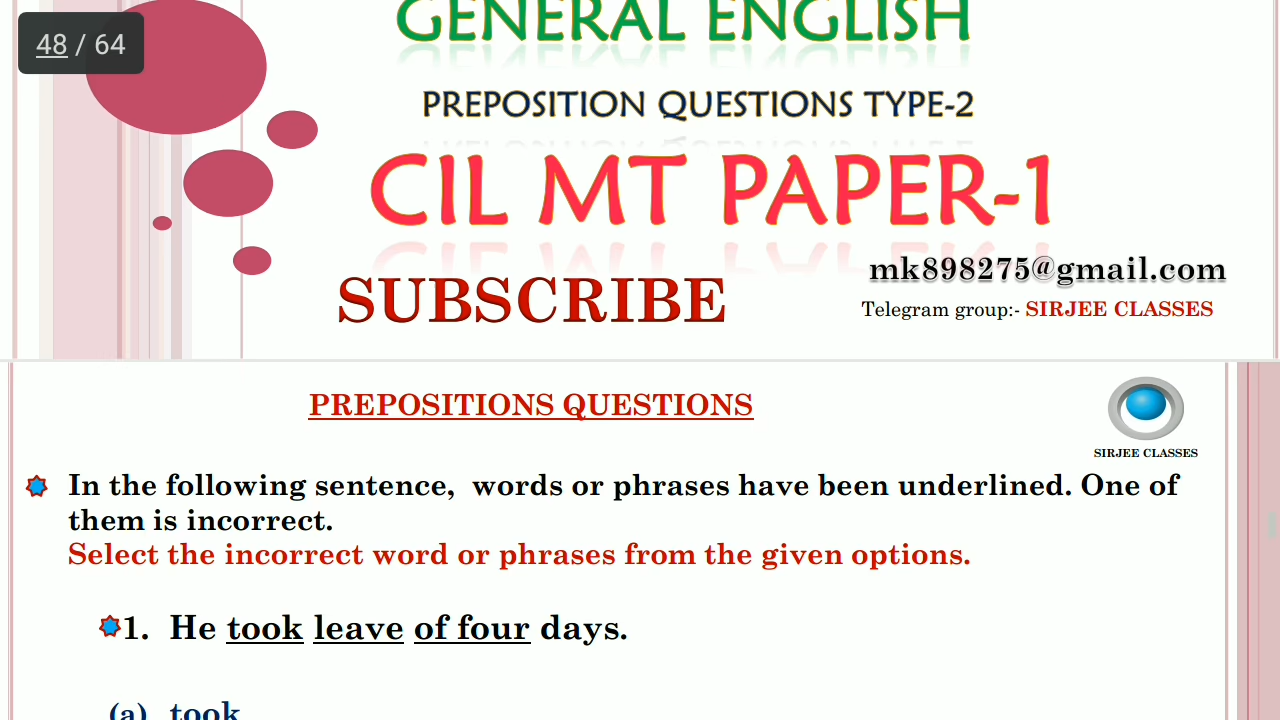 48 / 64
GENERAL ENGLISH
PREPOSITION QUESTIONS TYPE-2
CIL MT PAPER-1
SUBSCRIBE
mk898275@gmail.com
Telegram group:- SIRJEE CLASSES
PREPOSITIONS QUESTIONS
SIRJEE CLASSES
In the following sentence, words or phrases have been underlined. One of
them is incorrect.
Select the incorrect word or phrases from the given options.
1. He took leave of four days.
(a) took